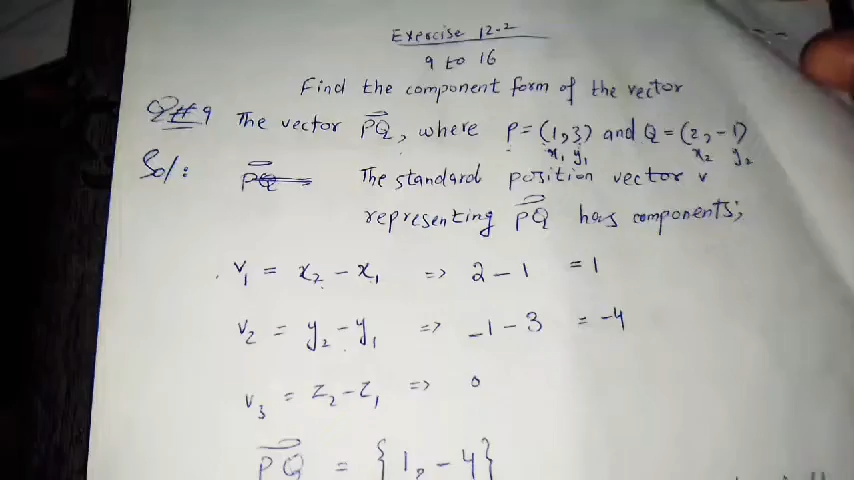 Exercise 12.2
9 to 16
Find the component form of the vector
Q#9 The vector PQ, where P = (1,3) and Q = (2,-1)
x₁ y₁ x₂ y₂
Sol: PQ The standard position vector v
representing PQ has components;
v₁ = x₂ - x₁ => 2 - 1 = 1
v₂ = y₂ - y₁ => -1 - 3 = -4
v₃ = z₂ - z₁ => 0
PQ = {1, -4}